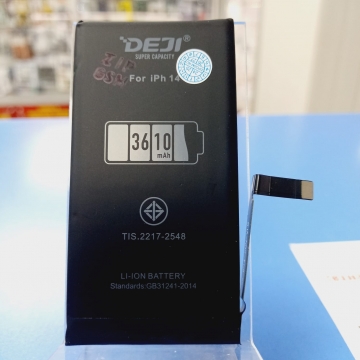 DEJI
SUPER CAPACITY
For iPh 14
3610
mAh
TIS.2217-2548
LI-ION BATTERY
Standards:GB31241-2014